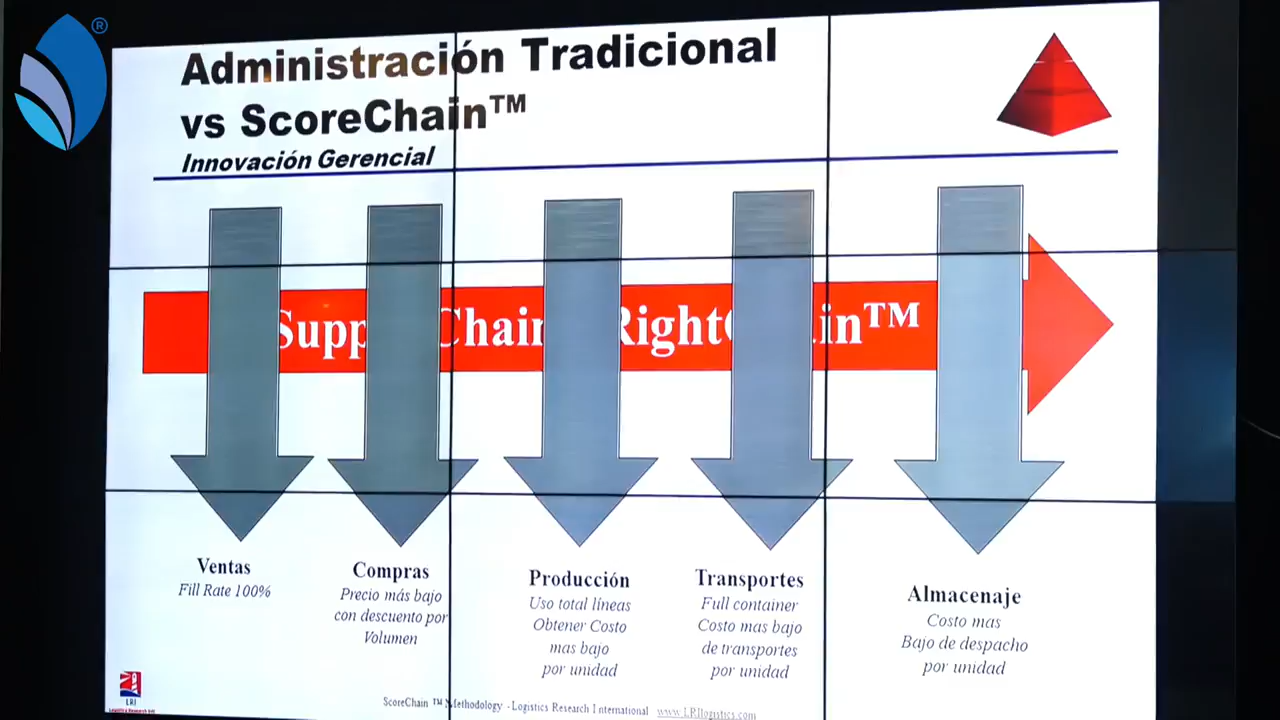 ®
Administración Tradicional
vs ScoreChain™
Innovación Gerencial
Supp Chain Right in™
Ventas
Fill Rate 100%
Compras
Precio más bajo
con descuento por
Volumen
Producción
Uso total líneas
Obtener Costo
mas bajo
por unidad
Transportes
Full container
Costo mas bajo
de transportes
por unidad
Almacenaje
Costo mas
Bajo de despacho
por unidad
LRI
ScoreChain ™ Methodology - Logistics Research International www.LRIlogistics.com